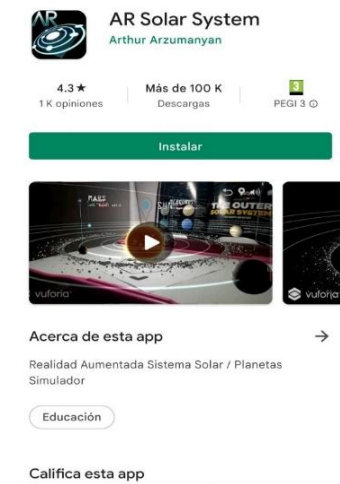 AR
AR Solar System
Arthur Arzumanyan
4.3★
Más de 100 K
3
1 K opiniones
Descargas
PEGI 3
Instalar
MARS
THE OUTER
SOLAR SYSTEM
vuforia
vuforia
Acerca de esta app
Realidad Aumentada Sistema Solar / Planetas
Simulador
Educación
Califica esta app